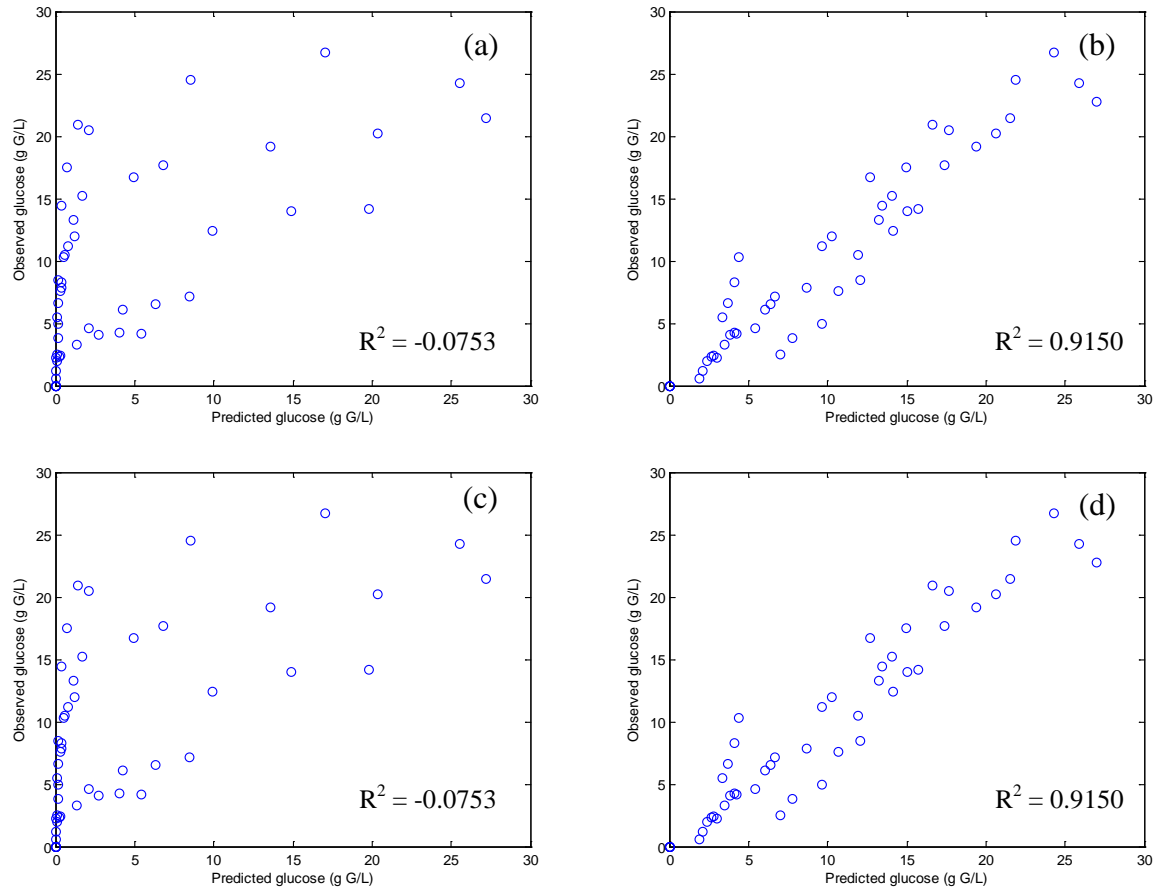 30
(a)
25
20
15
10
5
0
Observed glucose (g G/L)
R² = -0.0753
0 5 10 15 20 25 30
Predicted glucose (g G/L)
30
(b)
25
20
15
10
5
0
Observed glucose (g G/L)
R² = 0.9150
0 5 10 15 20 25 30
Predicted glucose (g G/L)
30
(c)
25
20
15
10
5
0
Observed glucose (g G/L)
R² = -0.0753
0 5 10 15 20 25 30
Predicted glucose (g G/L)
30
(d)
25
20
15
10
5
0
Observed glucose (g G/L)
R² = 0.9150
0 5 10 15 20 25 30
Predicted glucose (g G/L)